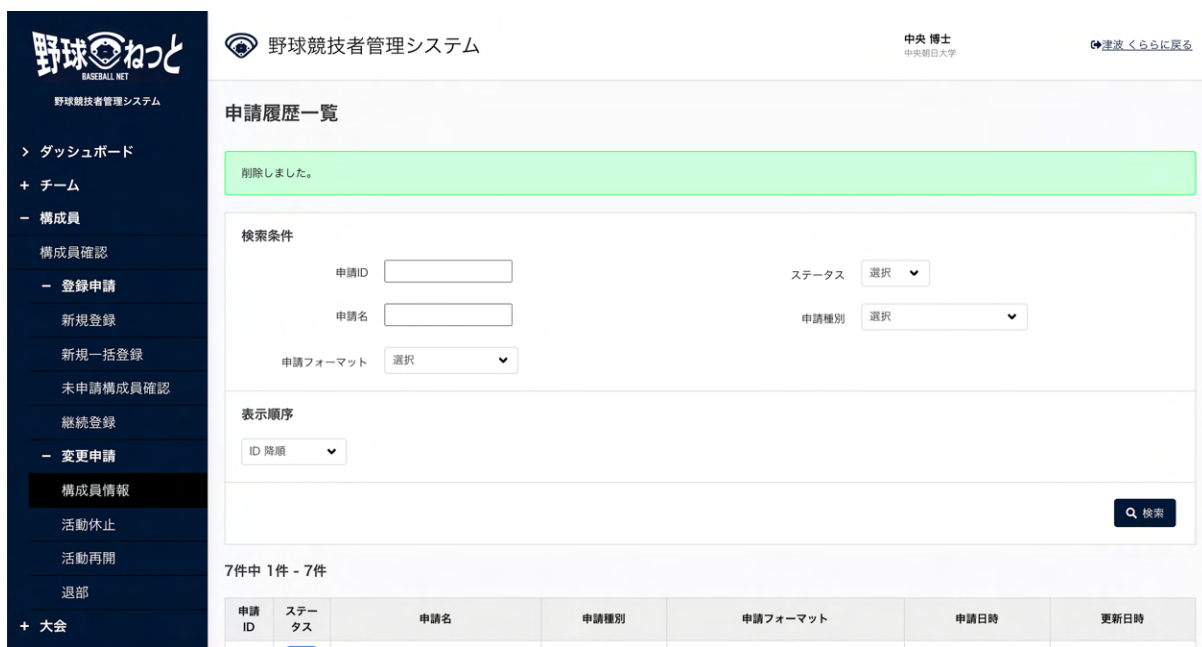 野球ねっと
BASEBALL NET
野球競技者管理システム
野球競技者管理システム
中央 博士
中央朝日大学
津波 くららに戻る
ダッシュボード
+ チーム
− 構成員
構成員確認
− 登録申請
新規登録
新規一括登録
未申請構成員確認
継続登録
− 変更申請
構成員情報
活動休止
活動再開
退部
+ 大会
申請履歴一覧
削除しました。
検索条件
申請ID
ステータス 選択
申請名
申請種別 選択
申請フォーマット 選択
表示順序
ID 降順
検索
7件中 1件 - 7件
申請ID ステータス 申請名 申請種別 申請フォーマット 申請日時 更新日時